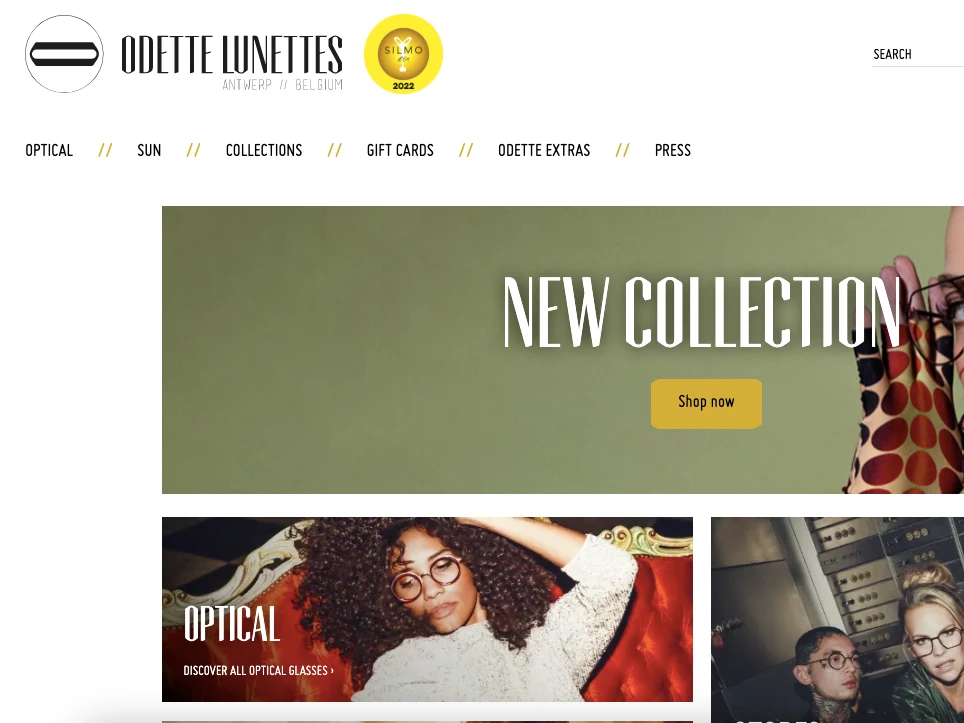 ODETTE LUNETTES
ANTWERP // BELGIUM
SILMO
d'Or
2022
SEARCH
OPTICAL // SUN // COLLECTIONS // GIFT CARDS // ODETTE EXTRAS // PRESS
NEW COLLECTION
Shop now
OPTICAL
DISCOVER ALL OPTICAL GLASSES ›